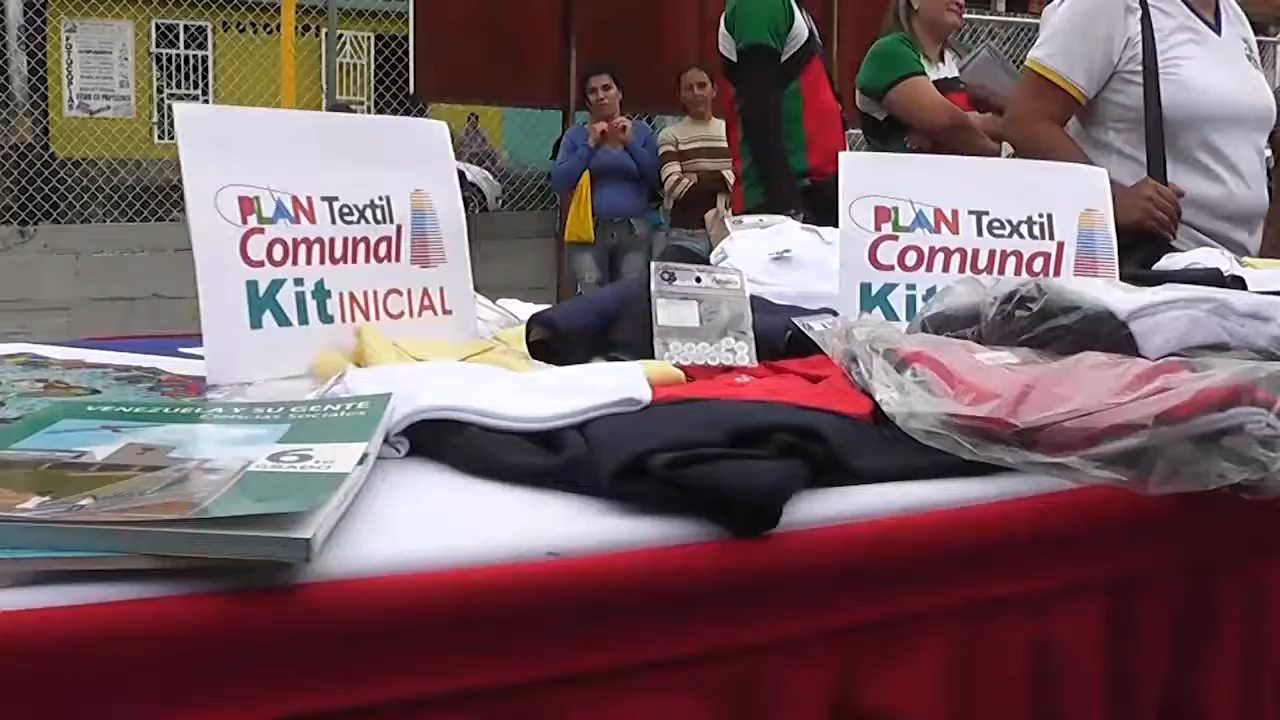 PLAN Textil
Comunal
Kit INICIAL
PLAN Textil
Comunal
Kit
VENEZUELA Y SU GENTE
Ciencias Sociales
6to
GRADO